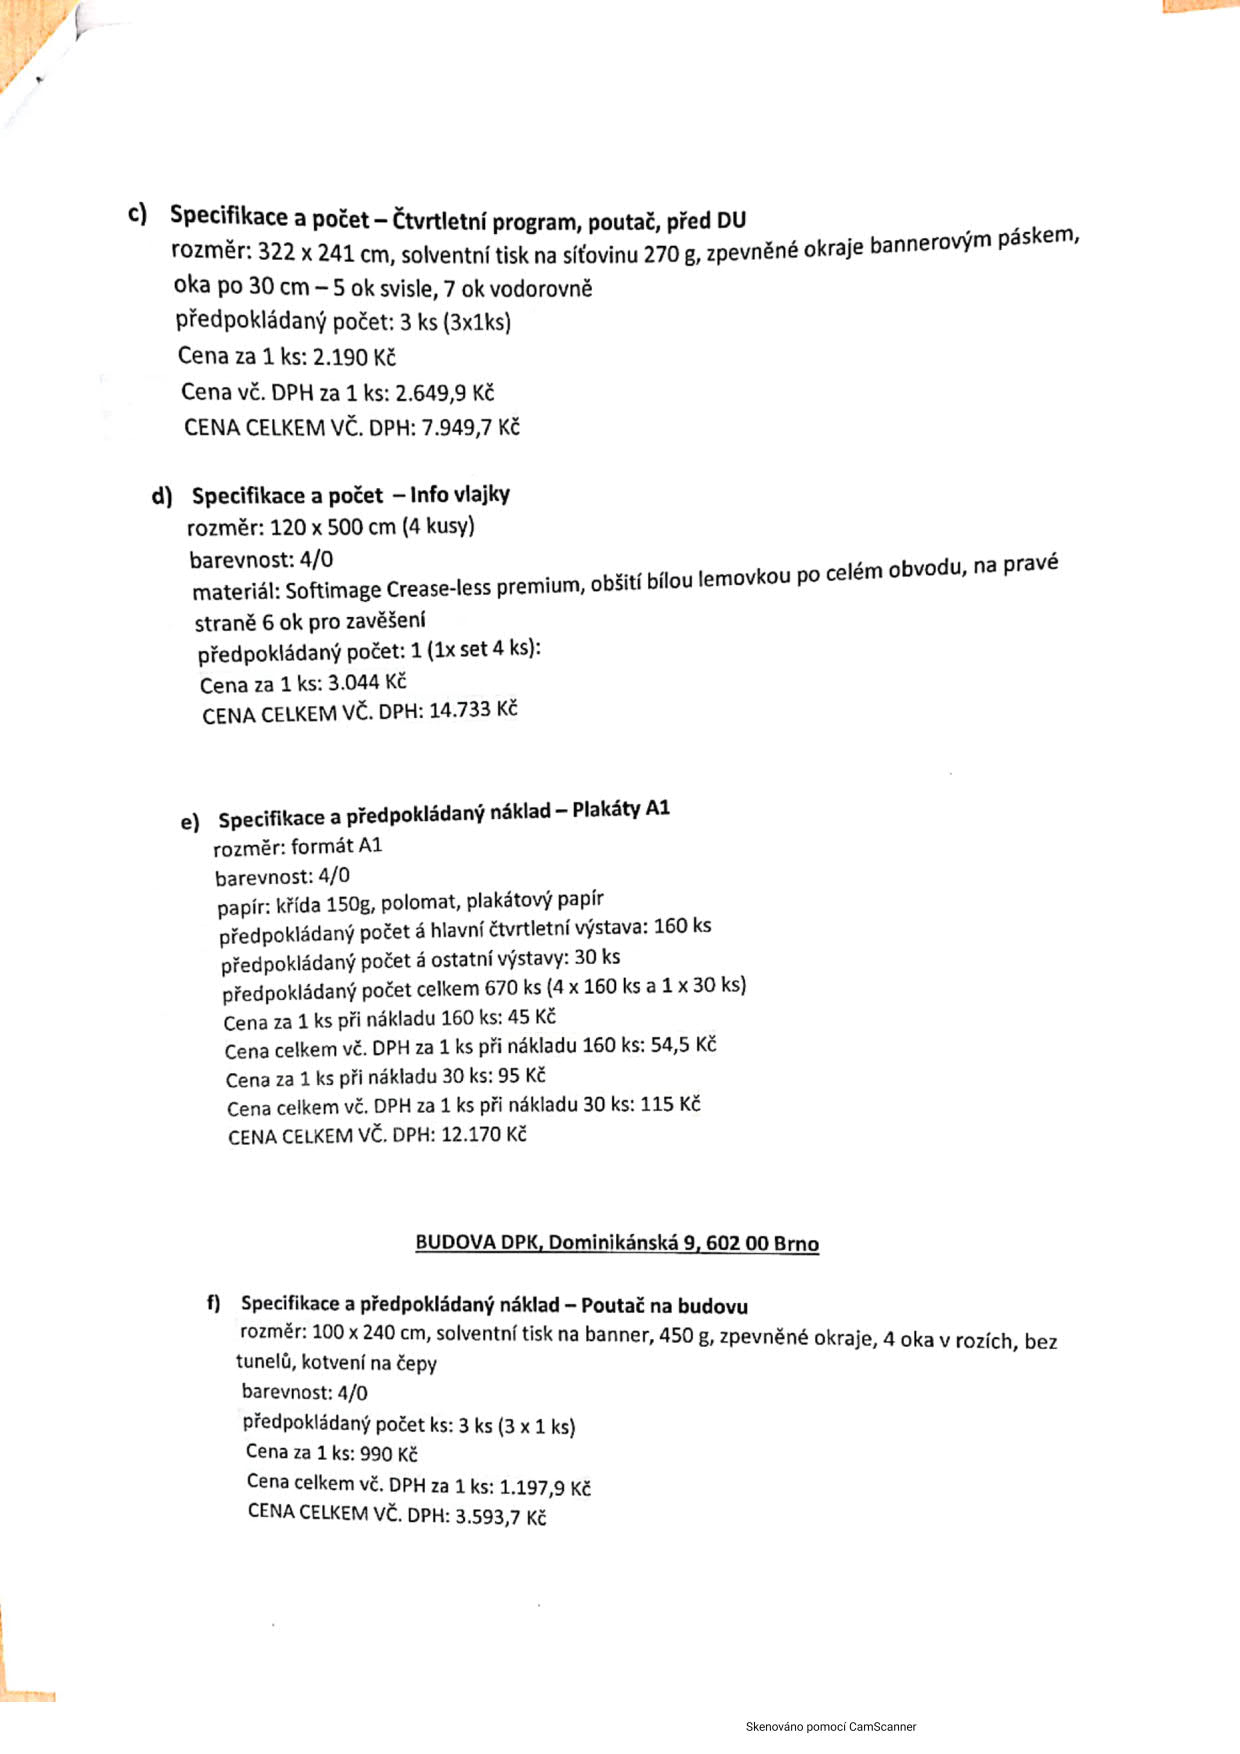 c) Specifikace a počet – Čtvrtletní program, poutač, před DU
rozměr: 322 x 241 cm, solventní tisk na síťovinu 270 g, zpevněné okraje bannerovým páskem,
oka po 30 cm – 5 ok svisle, 7 ok vodorovně
předpokládaný počet: 3 ks (3x1ks)
Cena za 1 ks: 2.190 Kč
Cena vč. DPH za 1 ks: 2.649,9 Kč
CENA CELKEM VČ. DPH: 7.949,7 Kč
d) Specifikace a počet – Info vlajky
rozměr: 120 x 500 cm (4 kusy)
barevnost: 4/0
materiál: Softimage Crease-less premium, obšití bílou lemovkou po celém obvodu, na pravé
straně 6 ok pro zavěšení
předpokládaný počet: 1 (1x set 4 ks):
Cena za 1 ks: 3.044 Kč
CENA CELKEM VČ. DPH: 14.733 Kč
e) Specifikace a předpokládaný náklad – Plakáty A1
rozměr: formát A1
barevnost: 4/0
papír: křída 150g, polomat, plakátový papír
předpokládaný počet á hlavní čtvrtletní výstava: 160 ks
předpokládaný počet á ostatní výstavy: 30 ks
předpokládaný počet celkem 670 ks (4 x 160 ks a 1 x 30 ks)
Cena za 1 ks při nákladu 160 ks: 45 Kč
Cena celkem vč. DPH za 1 ks při nákladu 160 ks: 54,5 Kč
Cena za 1 ks při nákladu 30 ks: 95 Kč
Cena celkem vč. DPH za 1 ks při nákladu 30 ks: 115 Kč
CENA CELKEM VČ. DPH: 12.170 Kč
BUDOVA DPK, Dominikánská 9, 602 00 Brno
f) Specifikace a předpokládaný náklad – Poutač na budovu
rozměr: 100 x 240 cm, solventní tisk na banner, 450 g, zpevněné okraje, 4 oka v rozích, bez
tunelů, kotvení na čepy
barevnost: 4/0
předpokládaný počet ks: 3 ks (3 x 1 ks)
Cena za 1 ks: 990 Kč
Cena celkem vč. DPH za 1 ks: 1.197,9 Kč
CENA CELKEM VČ. DPH: 3.593,7 Kč
Skenováno pomocí CamScanner